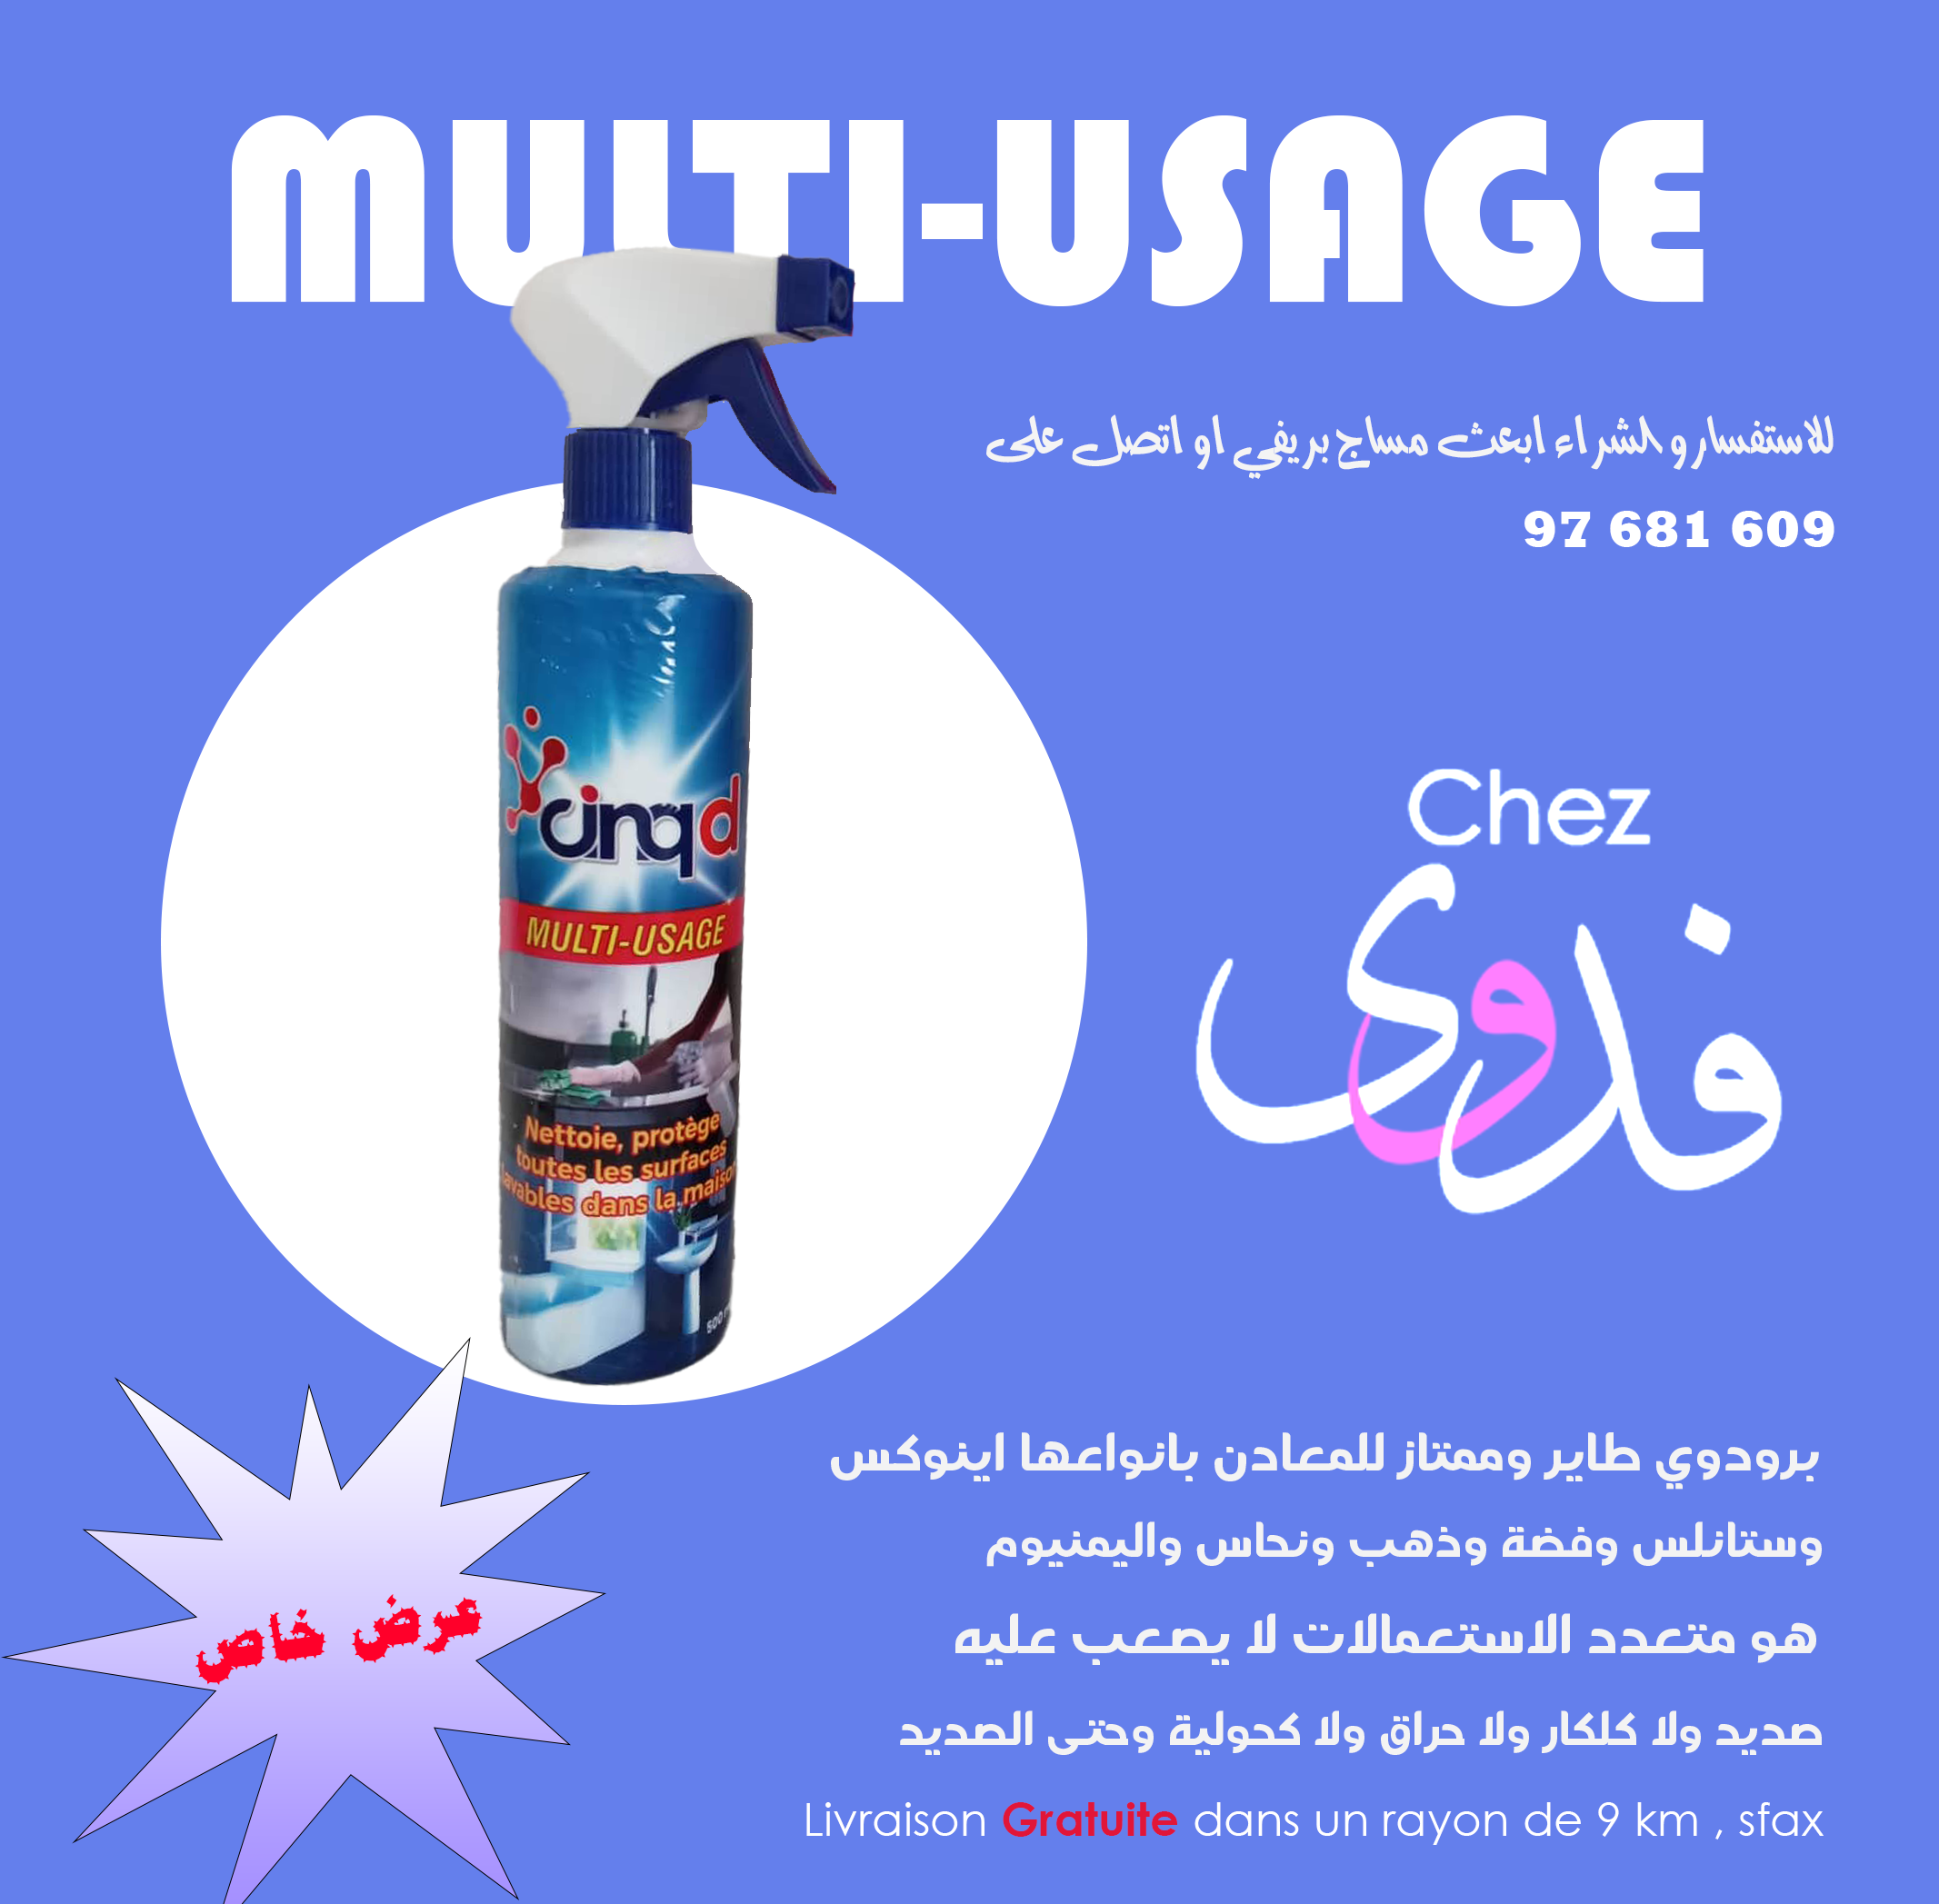 MULTI-USAGE
للاستفسار و الشراء ابعث مساج بريفي او اتصل على
97 681 609
cinqd
MULTI-USAGE
Nettoie, protège
toutes les surfaces
lavables dans la maison
500 m
Chez
فدوى
برودوي طاير وممتاز للمعادن بانواعها اينوكس
وستانلس وفضة وذهب ونحاس واليمنيوم
هو متعدد الاستعمالات لا يصعب عليه
صديد ولا كلكار ولا حراق ولا كحولية وحتى الصديد
عرض خاص
Livraison Gratuite dans un rayon de 9 km , sfax